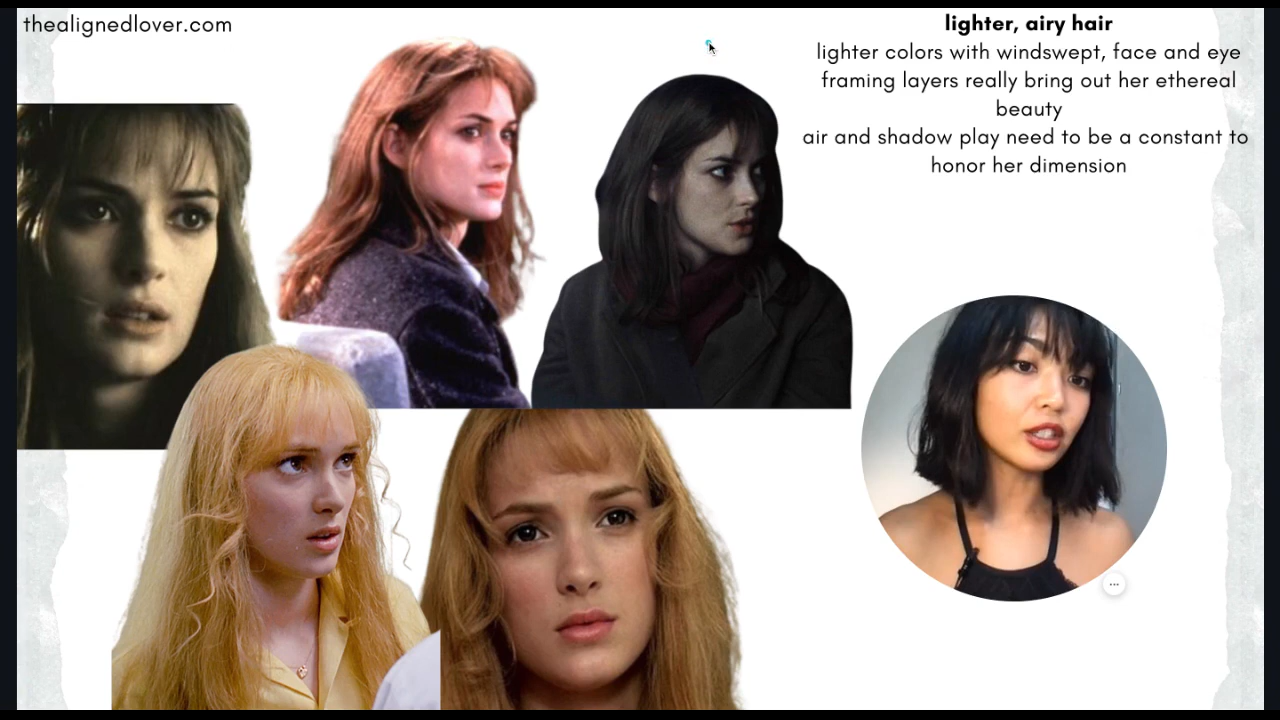 thealignedlover.com
lighter, airy hair
lighter colors with windswept, face and eye
framing layers really bring out her ethereal
beauty
air and shadow play need to be a constant to
honor her dimension